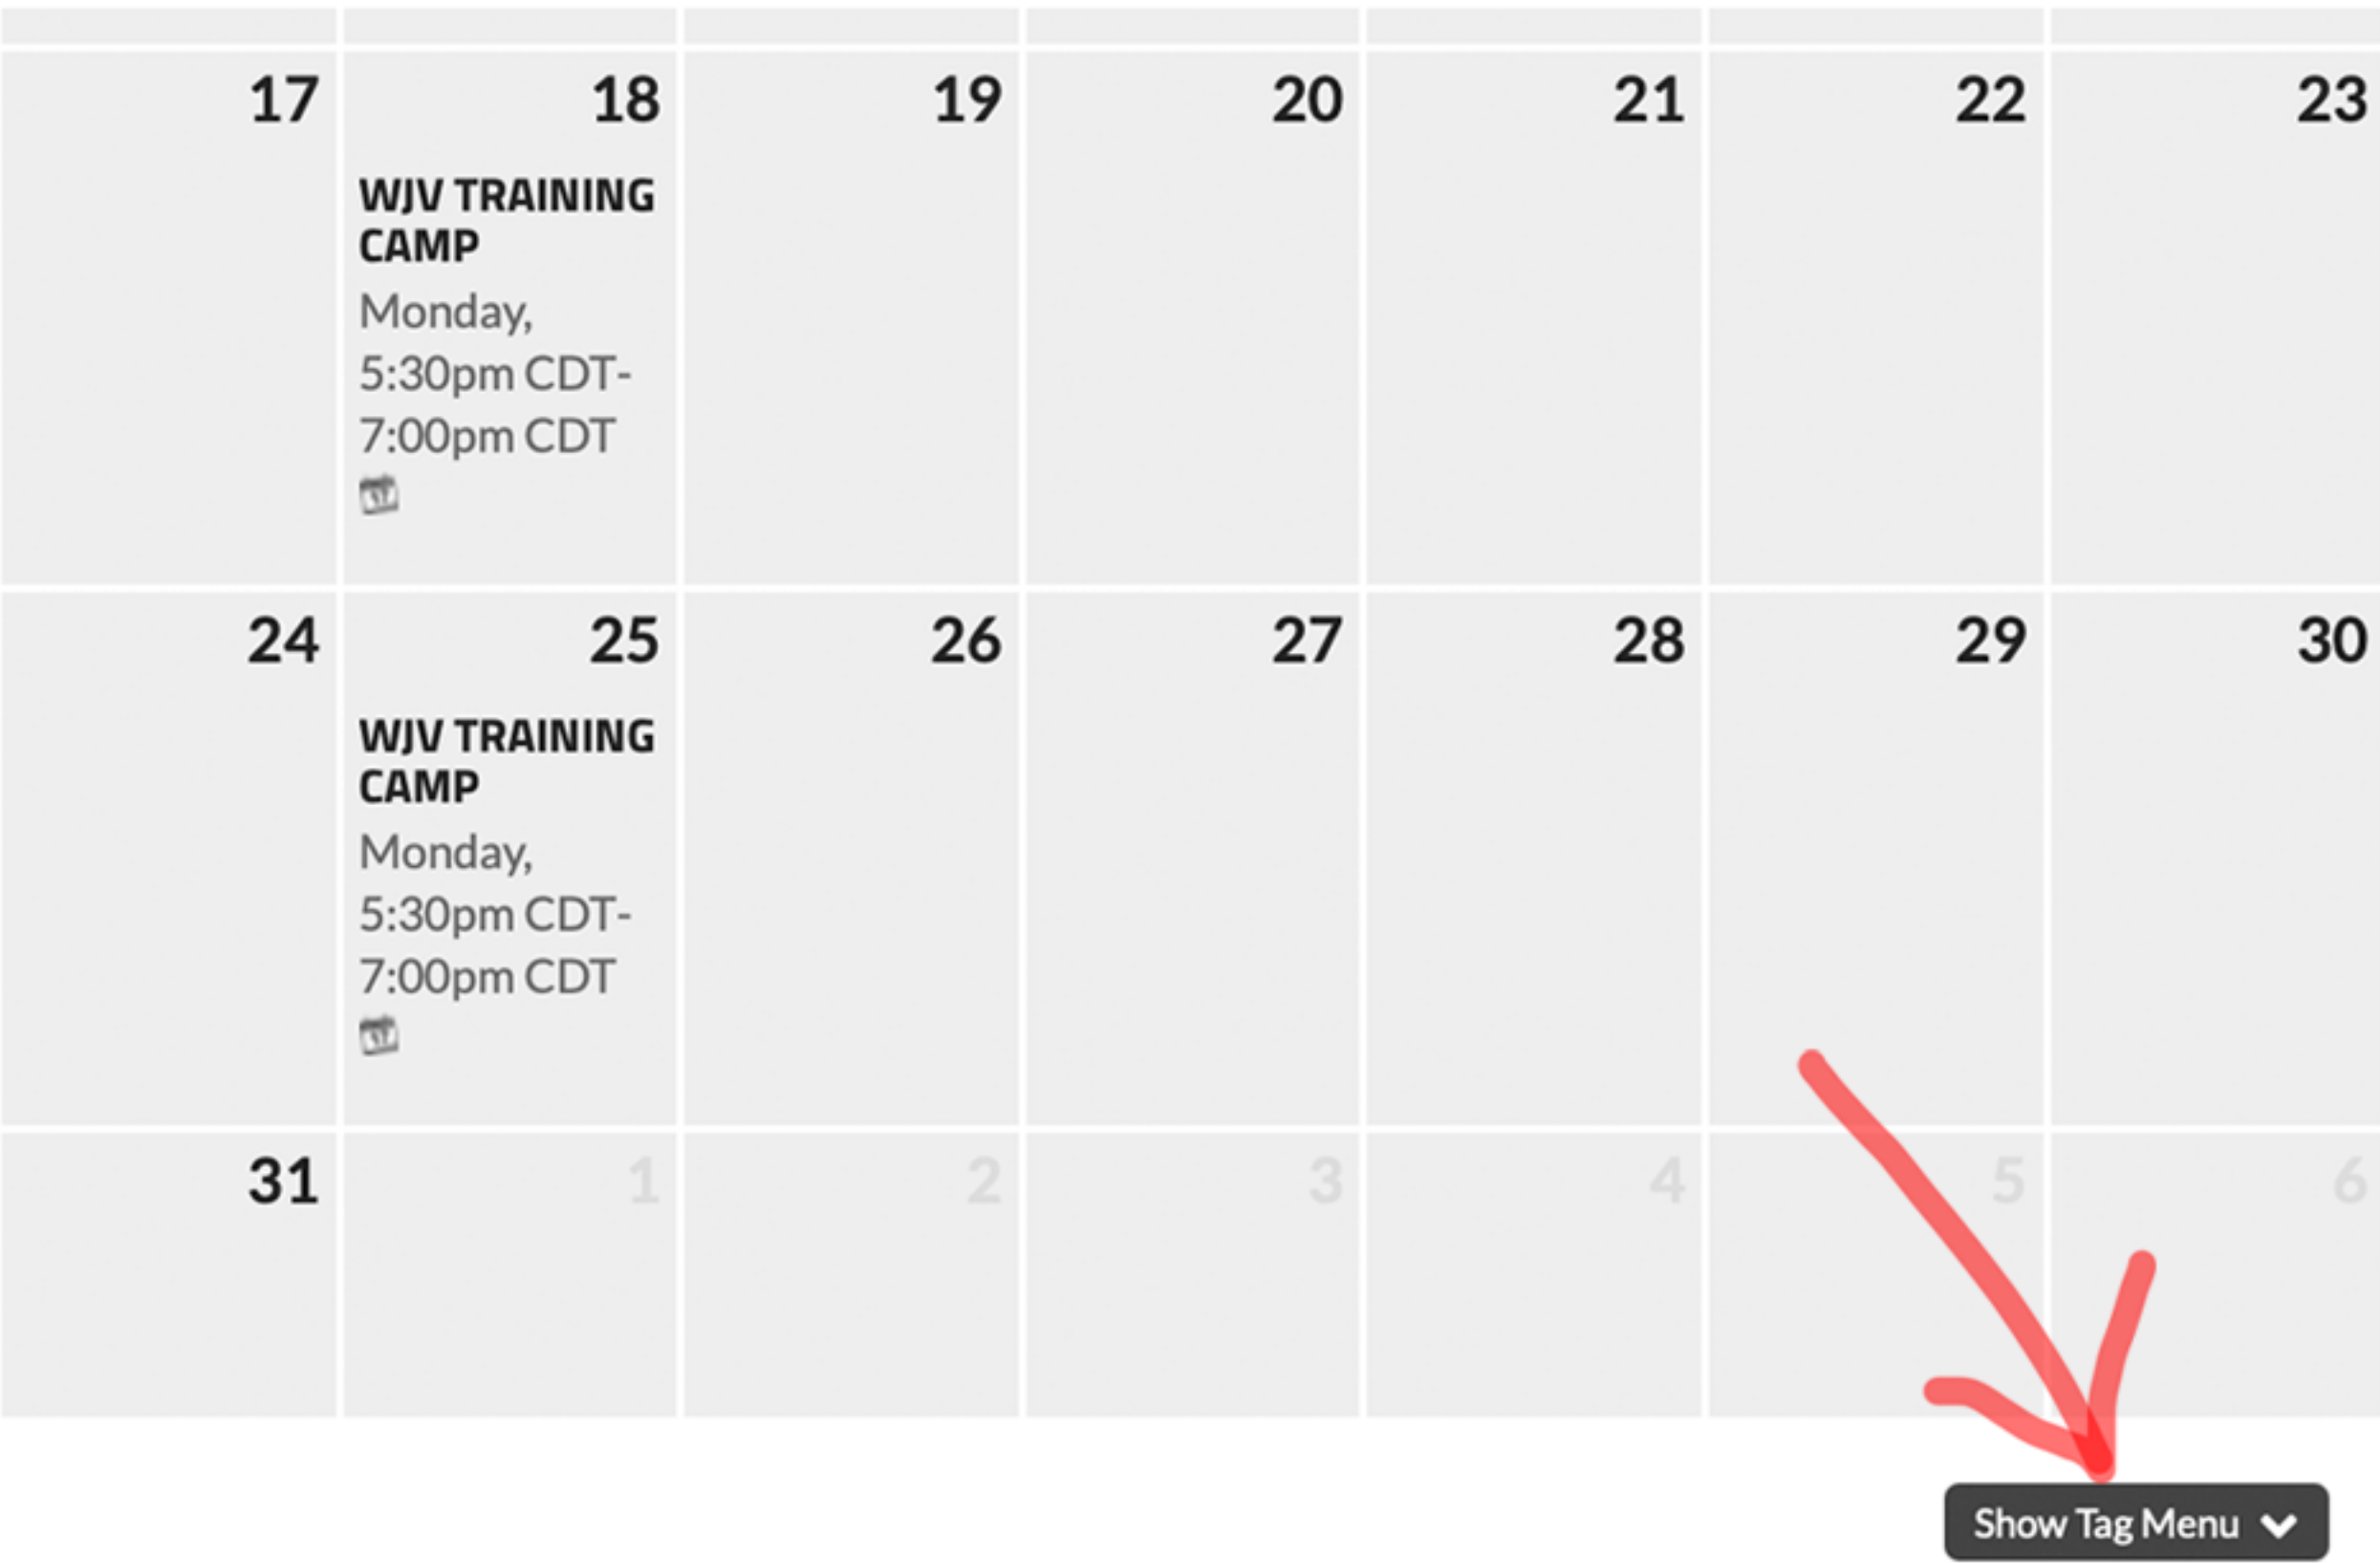 17 18 19 20 21 22 23
WJV TRAINING
CAMP
Monday,
5:30pm CDT-
7:00pm CDT
24 25 26 27 28 29 30
WJV TRAINING
CAMP
Monday,
5:30pm CDT-
7:00pm CDT
31 1 2 3 4 5 6
Show Tag Menu